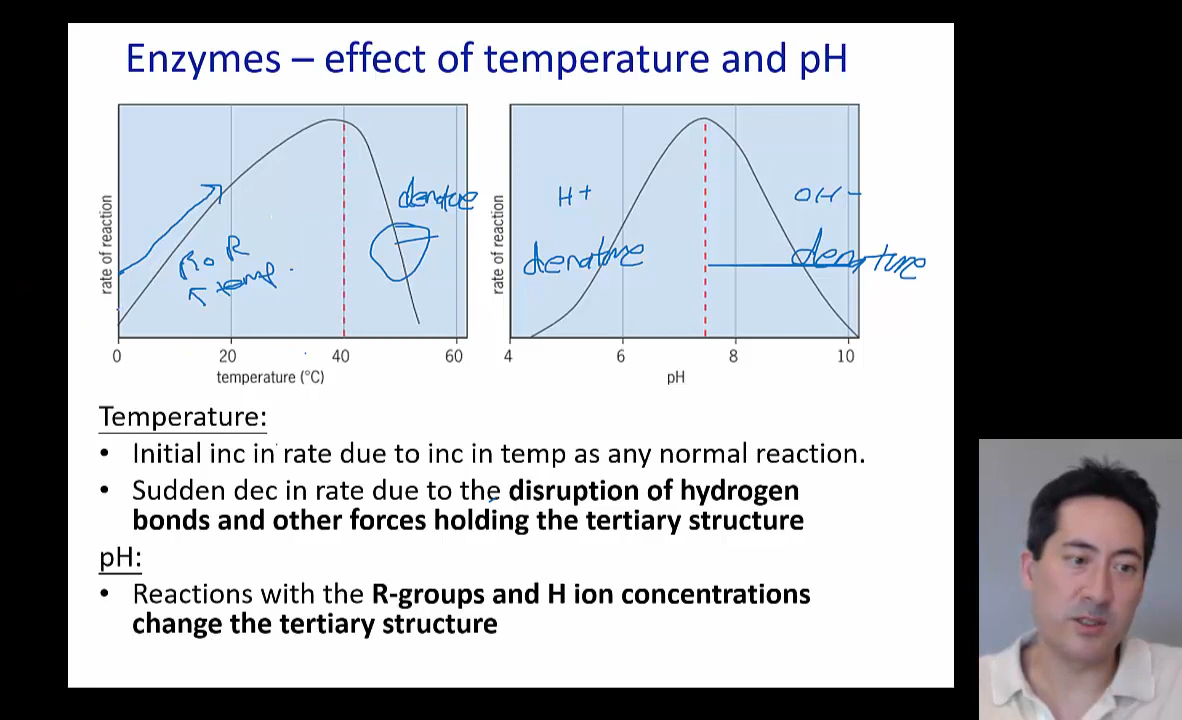 Enzymes – effect of temperature and pH
rate of reaction
denature
RoR
temp
0
20
40
60
temperature (°C)
rate of reaction
H+
OH-
denature
denature
4
6
8
10
pH
Temperature:
• Initial inc in rate due to inc in temp as any normal reaction.
• Sudden dec in rate due to the disruption of hydrogen
bonds and other forces holding the tertiary structure
pH:
• Reactions with the R-groups and H ion concentrations
change the tertiary structure